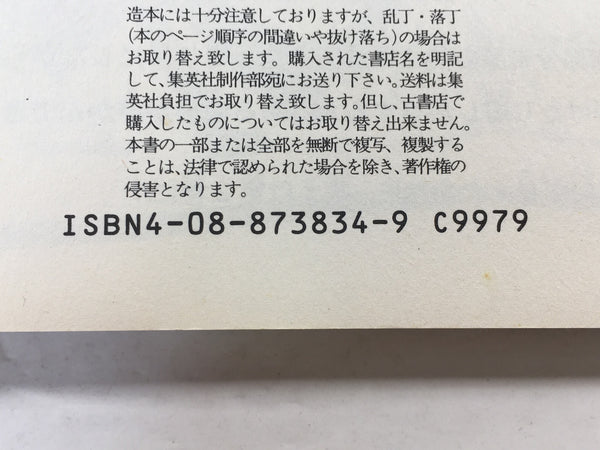 造本には十分注意しておりますが、乱丁・落丁
(本のページ順序の間違いや抜け落ち)の場合は
お取り替え致します。購入された書店名を明記
して、集英社制作部宛にお送り下さい。送料は集
英社負担でお取り替え致します。但し、古書店で
購入したものについてはお取り替え出来ません。
本書の一部または全部を無断で複写、複製する
ことは、法律で認められた場合を除き、著作権の
侵害となります。
ISBN4-08-873834-9 C9979